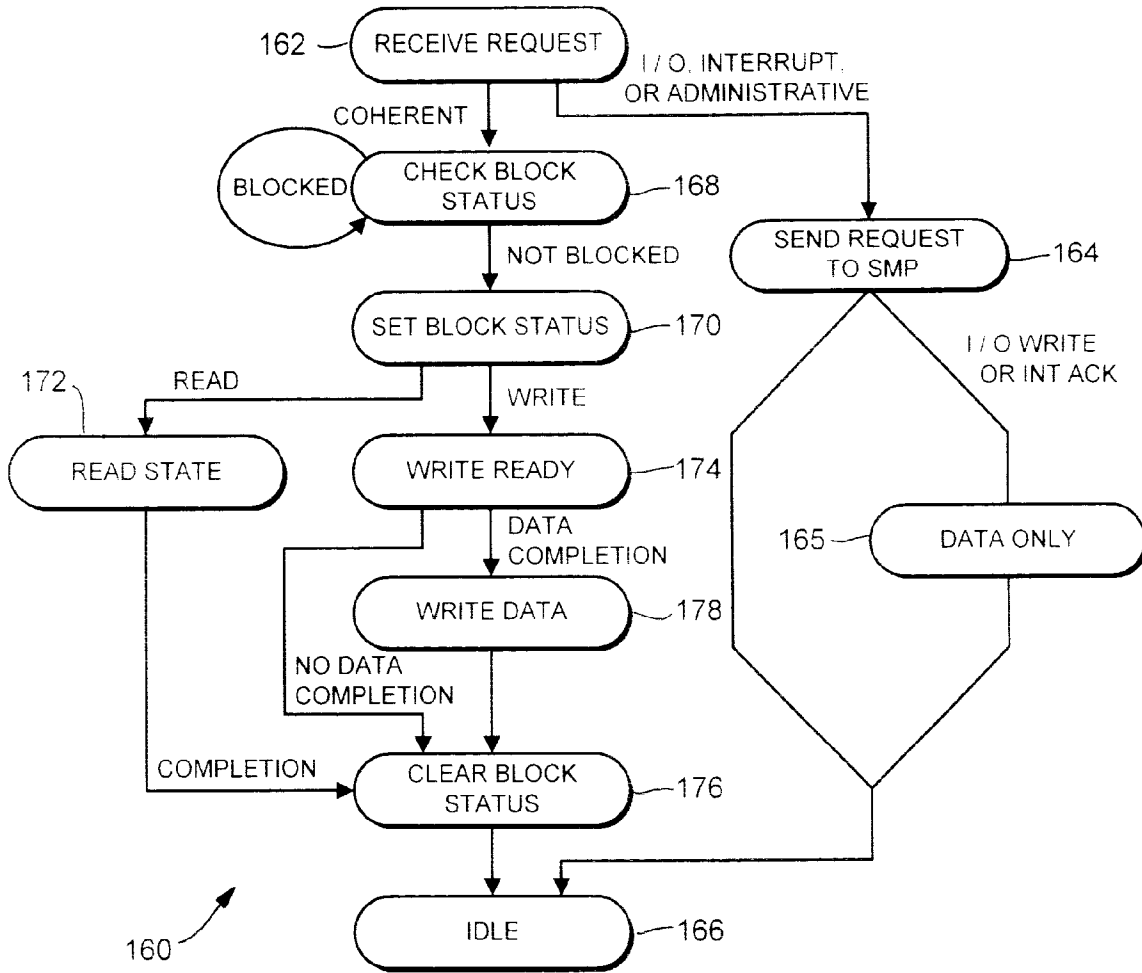 162
RECEIVE REQUEST
I / O, INTERRUPT,
OR ADMINISTRATIVE
COHERENT
BLOCKED
CHECK BLOCK
STATUS
168
NOT BLOCKED
SEND REQUEST
TO SMP
164
SET BLOCK STATUS
170
I / O WRITE
OR INT ACK
172
READ
WRITE
READ STATE
WRITE READY
174
DATA
COMPLETION
165
DATA ONLY
WRITE DATA
178
NO DATA
COMPLETION
COMPLETION
CLEAR BLOCK
STATUS
176
160
IDLE
166